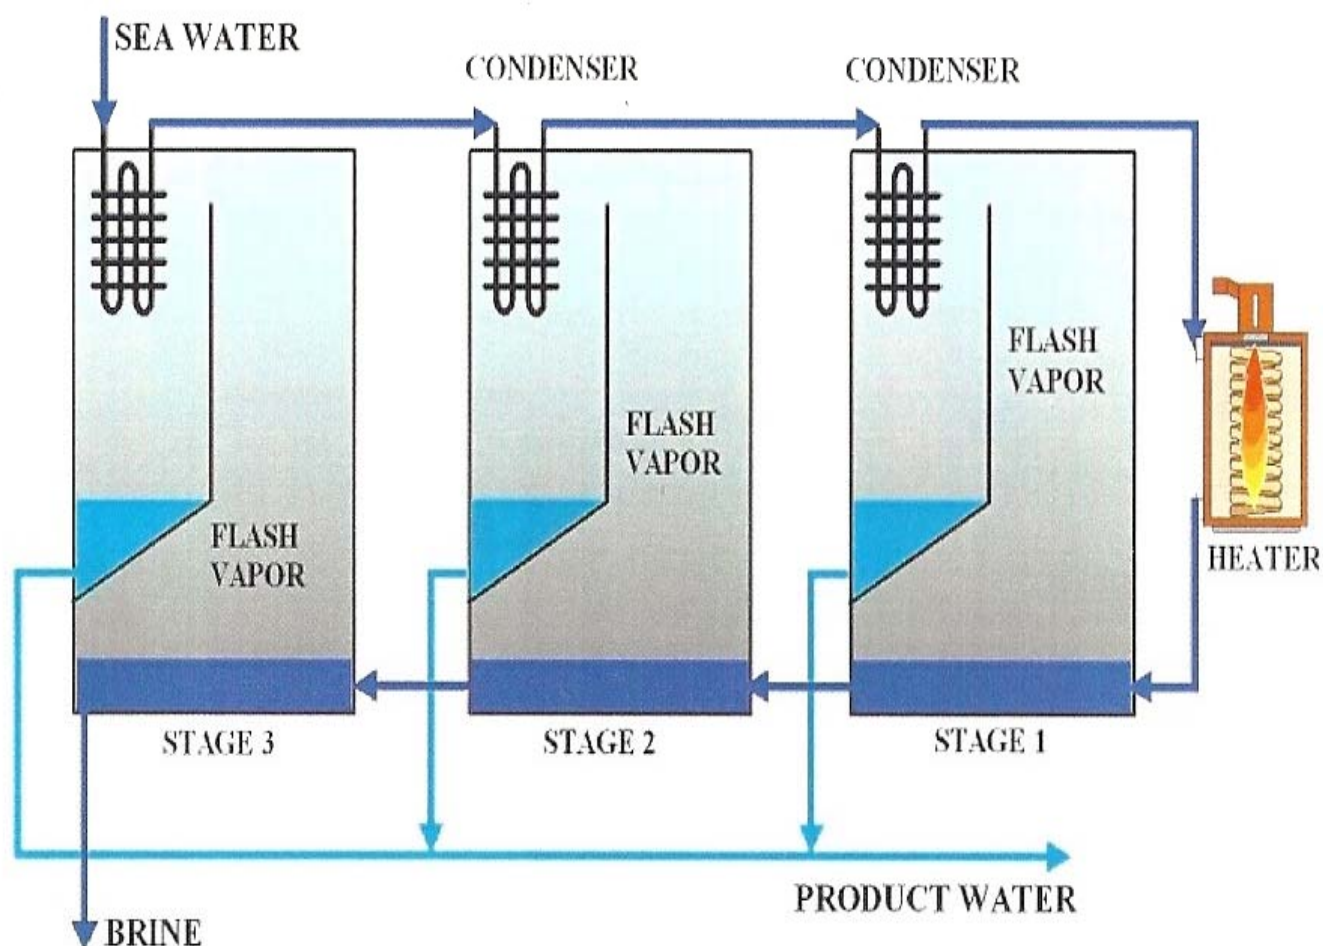 SEA WATER
CONDENSER
CONDENSER
FLASH
VAPOR
FLASH
VAPOR
FLASH
VAPOR
HEATER
STAGE 3
STAGE 2
STAGE 1
PRODUCT WATER
BRINE